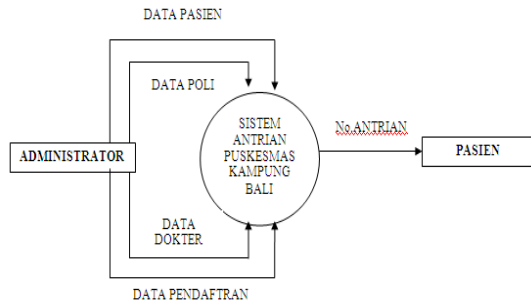 DATA PASIEN
DATA POLI
SISTEM
ANTRIAN
PUSKESMAS
KAMPUNG
BALI
No.ANTRIAN
ADMINISTRATOR
PASIEN
DATA
DOKTER
DATA PENDAFTRAN